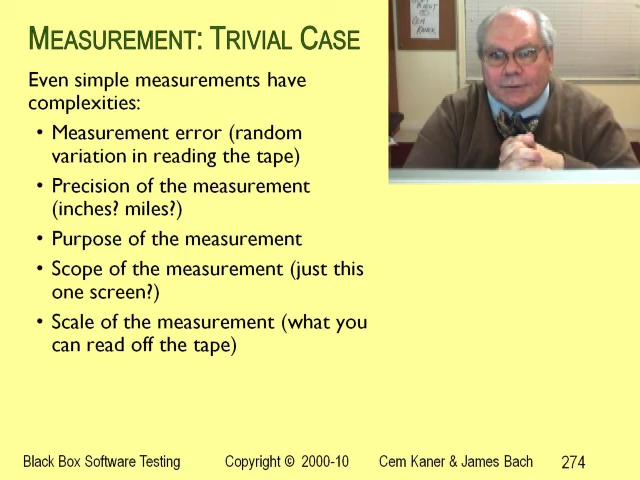 MEASUREMENT: TRIVIAL CASE
Even simple measurements have
complexities:
• Measurement error (random
variation in reading the tape)
• Precision of the measurement
(inches? miles?)
• Purpose of the measurement
• Scope of the measurement (just this
one screen?)
• Scale of the measurement (what you
can read off the tape)
Black Box Software Testing Copyright © 2000-10 Cem Kaner & James Bach 274